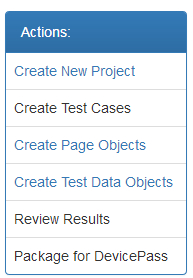 Actions:
Create New Project
Create Test Cases
Create Page Objects
Create Test Data Objects
Review Results
Package for DevicePass